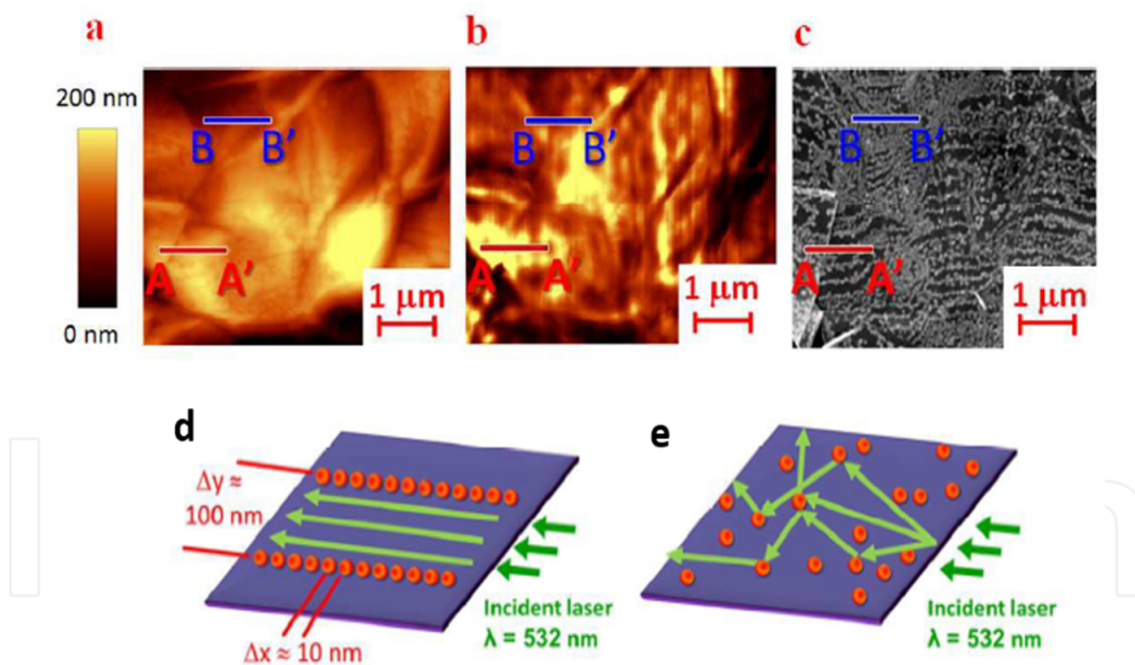 a
b
c
200 nm
0 nm
B B’
A A’
1 μm
B B’
A A’
1 μm
B B’
A A’
1 μm
d
Δy ≈
100 nm
Δx ≈ 10 nm
Incident laser
λ = 532 nm
e
Incident laser
λ = 532 nm